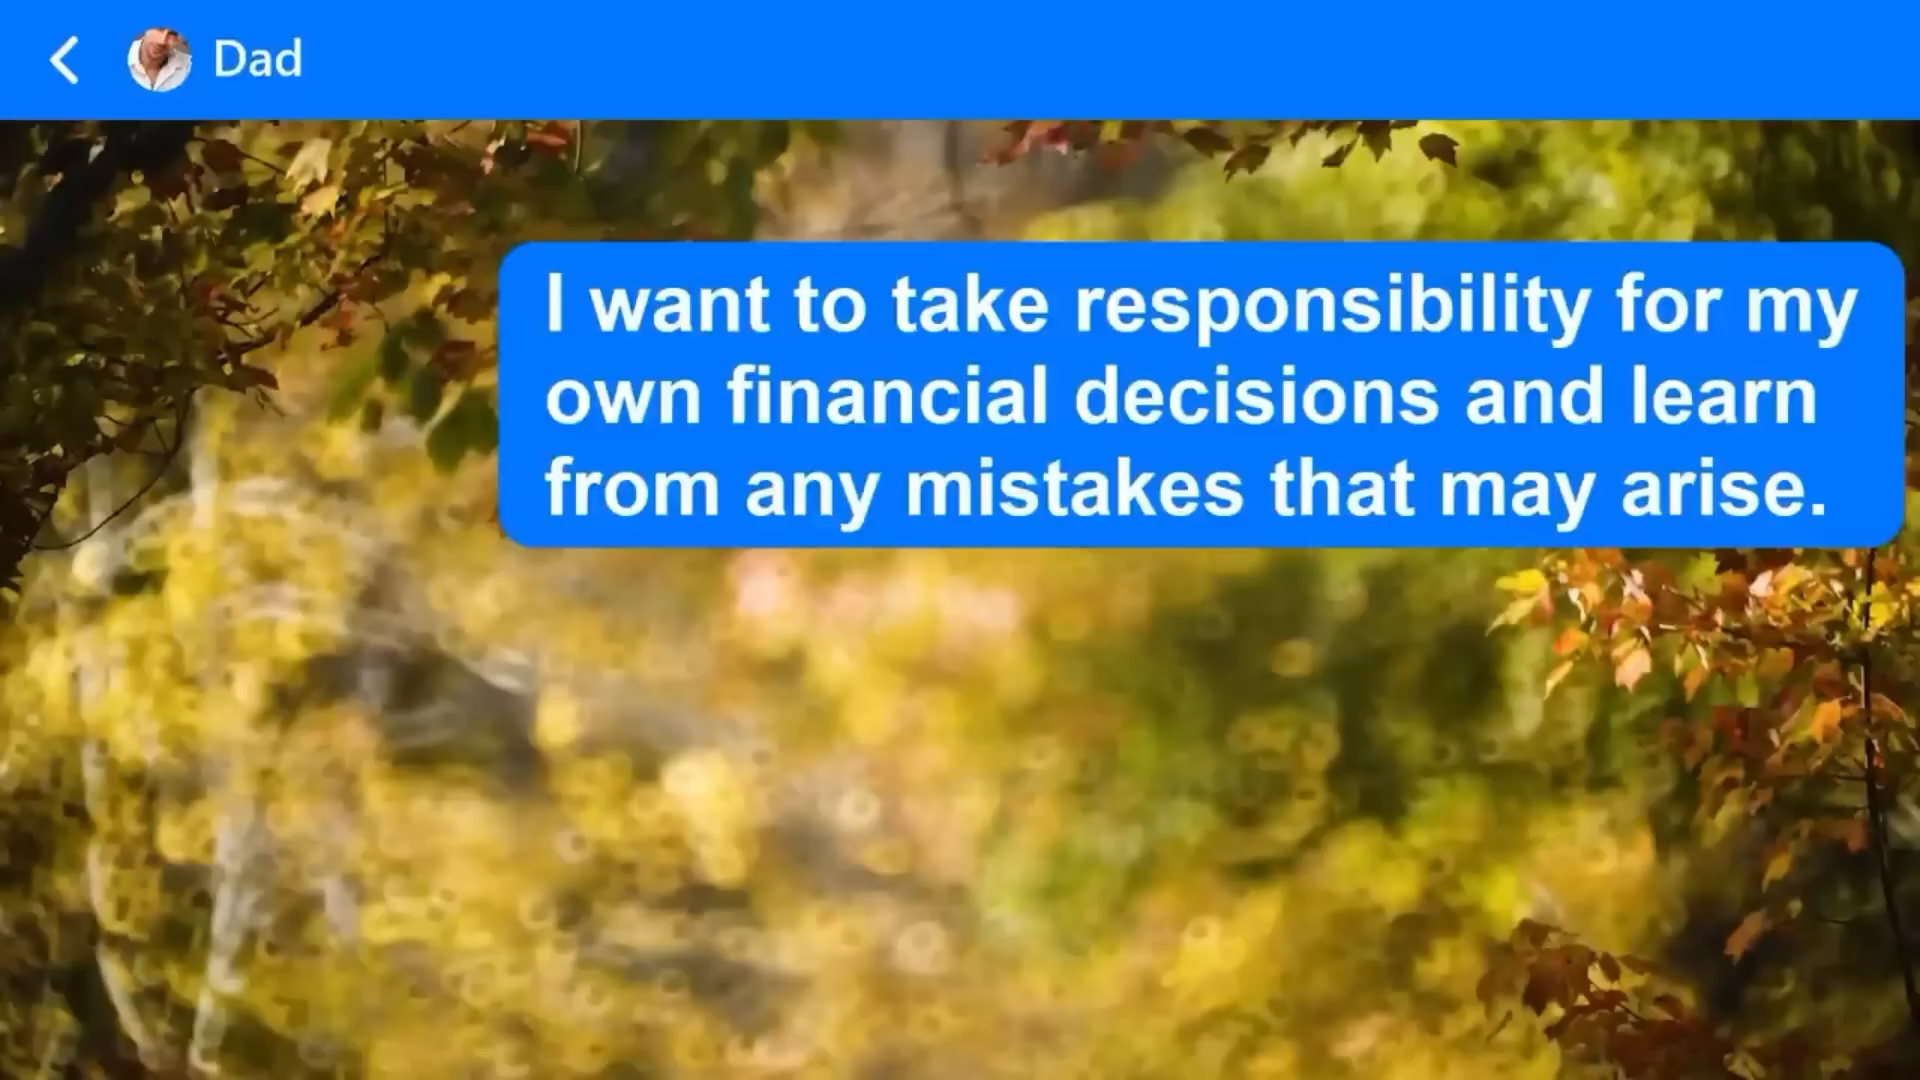 Dad
I want to take responsibility for my
own financial decisions and learn
from any mistakes that may arise.